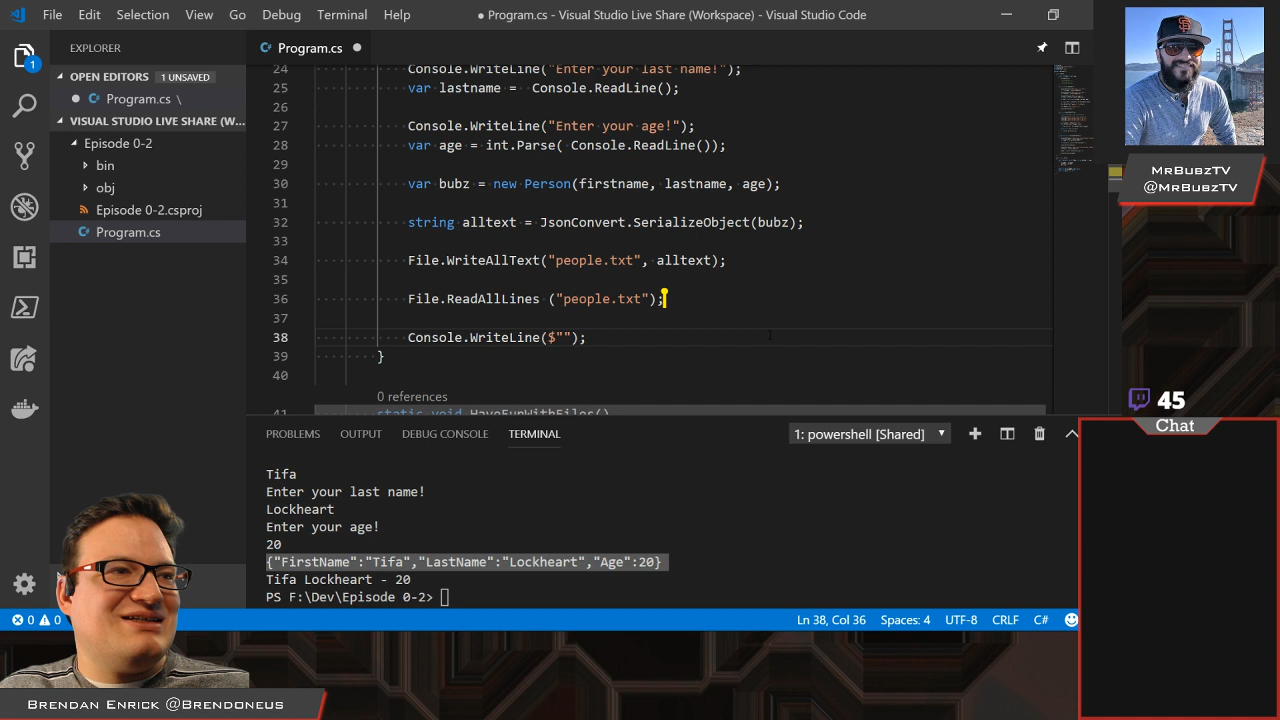 File Edit Selection View Go Debug Terminal Help
● Program.cs - Visual Studio Live Share (Workspace) - Visual Studio Code
EXPLORER
OPEN EDITORS 1 UNSAVED
Program.cs \
VISUAL STUDIO LIVE SHARE (W...
Episode 0-2
bin
obj
Episode 0-2.csproj
Program.cs
1
Program.cs
24 Console.WriteLine("Enter your last name!");
25 var lastname = Console.ReadLine();
26
27 Console.WriteLine("Enter your age!");
28 var age = int.Parse( Console.ReadLine());
29
30 var bubz = new Person(firstname, lastname, age);
31
32 string alltext = JsonConvert.SerializeObject(bubz);
33
34 File.WriteAllText("people.txt", alltext);
35
36 File.ReadAllLines ("people.txt");
37
38 Console.WriteLine($"");
39 }
40
0 references
41 static void HaveFunWithFiles()
PROBLEMS OUTPUT DEBUG CONSOLE TERMINAL
1: powershell [Shared]
Tifa
Enter your last name!
Lockheart
Enter your age!
20
{"FirstName":"Tifa","LastName":"Lockheart","Age":20}
Tifa Lockheart - 20
PS F:\Dev\Episode 0-2>
0 0
Ln 38, Col 36 Spaces: 4 UTF-8 CRLF C#
MrBubzTV
@MrBubzTV
45
Chat
Brendan Enrick @Brendoneus